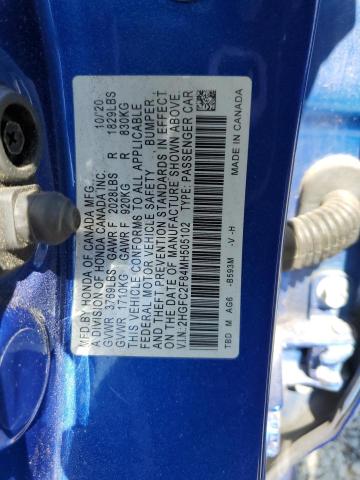 MFD. BY HONDA OF CANADA MFG.
A DIVISION OF HONDA CANADA INC. 10/20
GVWR 3769LBS GAWR F 2028LBS R 1829LBS
GVWR 1710KG GAWR F 920KG R 830KG
THIS VEHICLE CONFORMS TO ALL APPLICABLE
FEDERAL MOTOR VEHICLE SAFETY BUMPER
AND THEFT PREVENTION STANDARDS IN EFFECT
ON THE DATE OF MANUFACTURE SHOWN ABOVE.
V.I.N.:2HGFC2F84MH505102 TYPE:PASSENGER CAR
TBD M AG6 -B593M -V -H MADE IN CANADA